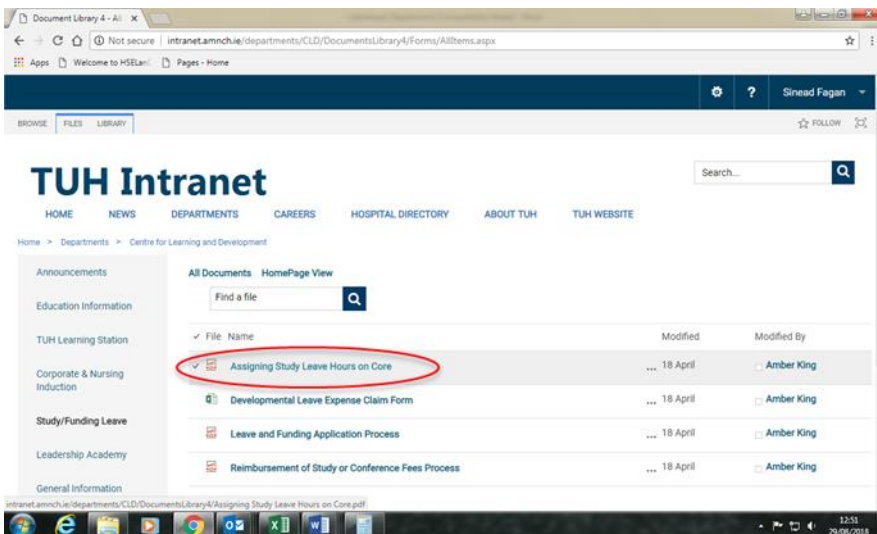 Document Library 4 - All
Not secure | intranet.amnch.ie/departments/CLD/DocumentsLibrary4/Forms/AllItems.aspx
Apps Welcome to HSELanD Pages - Home
? Sinead Fagan
BROWSE FILES LIBRARY FOLLOW
TUH Intranet
Search...
HOME NEWS DEPARTMENTS CAREERS HOSPITAL DIRECTORY ABOUT TUH TUH WEBSITE
Home > Departments > Centre for Learning and Development
Announcements
Education Information
TUH Learning Station
Corporate & Nursing
Induction
Study/Funding Leave
Leadership Academy
General Information
All Documents HomePage View
Find a file
File Name Modified Modified By
Assigning Study Leave Hours on Core ... 18 April Amber King
Developmental Leave Expense Claim Form ... 18 April Amber King
Leave and Funding Application Process ... 18 April Amber King
Reimbursement of Study or Conference Fees Process ... 18 April Amber King
intranet.amnch.ie/departments/CLD/DocumentsLibrary4/Assigning Study Leave Hours on Core.pdf
12:51
29/08/2018